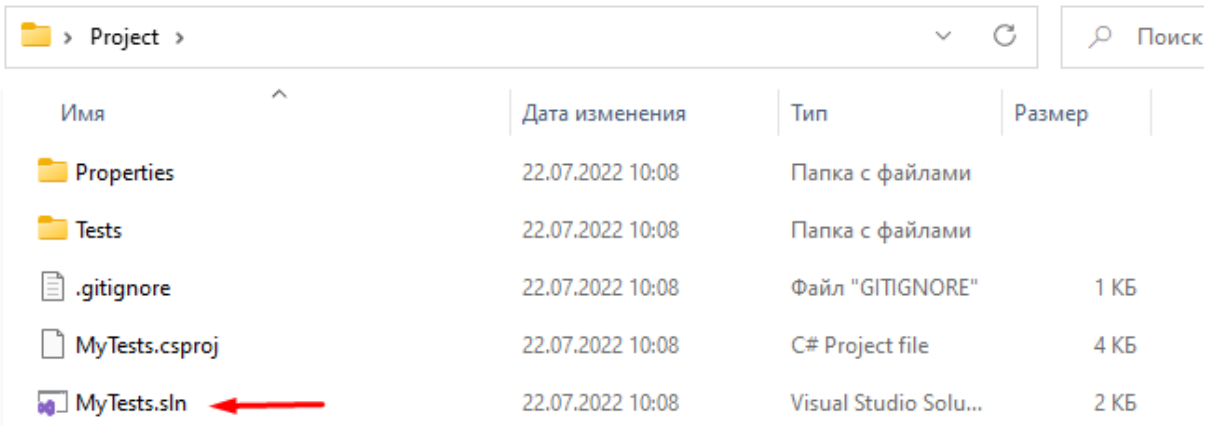 Project
Поиск
Имя Дата изменения Тип Размер
Properties 22.07.2022 10:08 Папка с файлами
Tests 22.07.2022 10:08 Папка с файлами
.gitignore 22.07.2022 10:08 Файл "GITIGNORE" 1 КБ
MyTests.csproj 22.07.2022 10:08 C# Project file 4 КБ
MyTests.sln 22.07.2022 10:08 Visual Studio Solu... 2 КБ